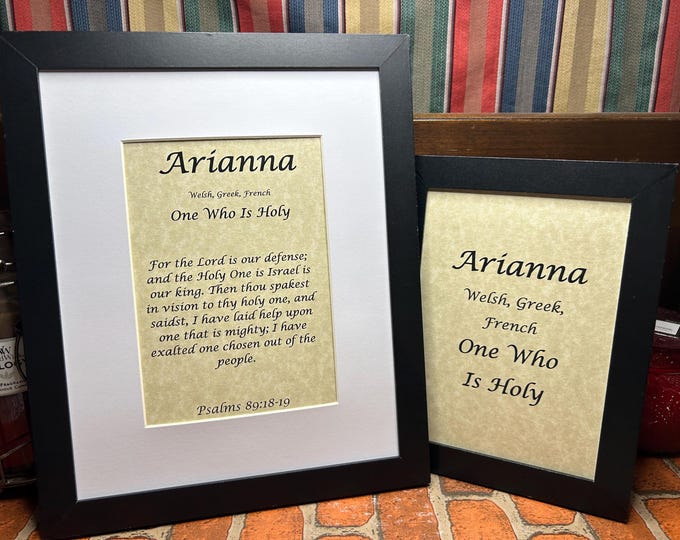 Arianna
Welsh, Greek, French
One Who Is Holy
For the Lord is our defense;
and the Holy One is Israel is
our king. Then thou spakest
in vision to thy holy one, and
saidst, I have laid help upon
one that is mighty; I have
exalted one chosen out of the
people.
Psalms 89:18-19
Arianna
Welsh, Greek,
French
One Who
Is Holy